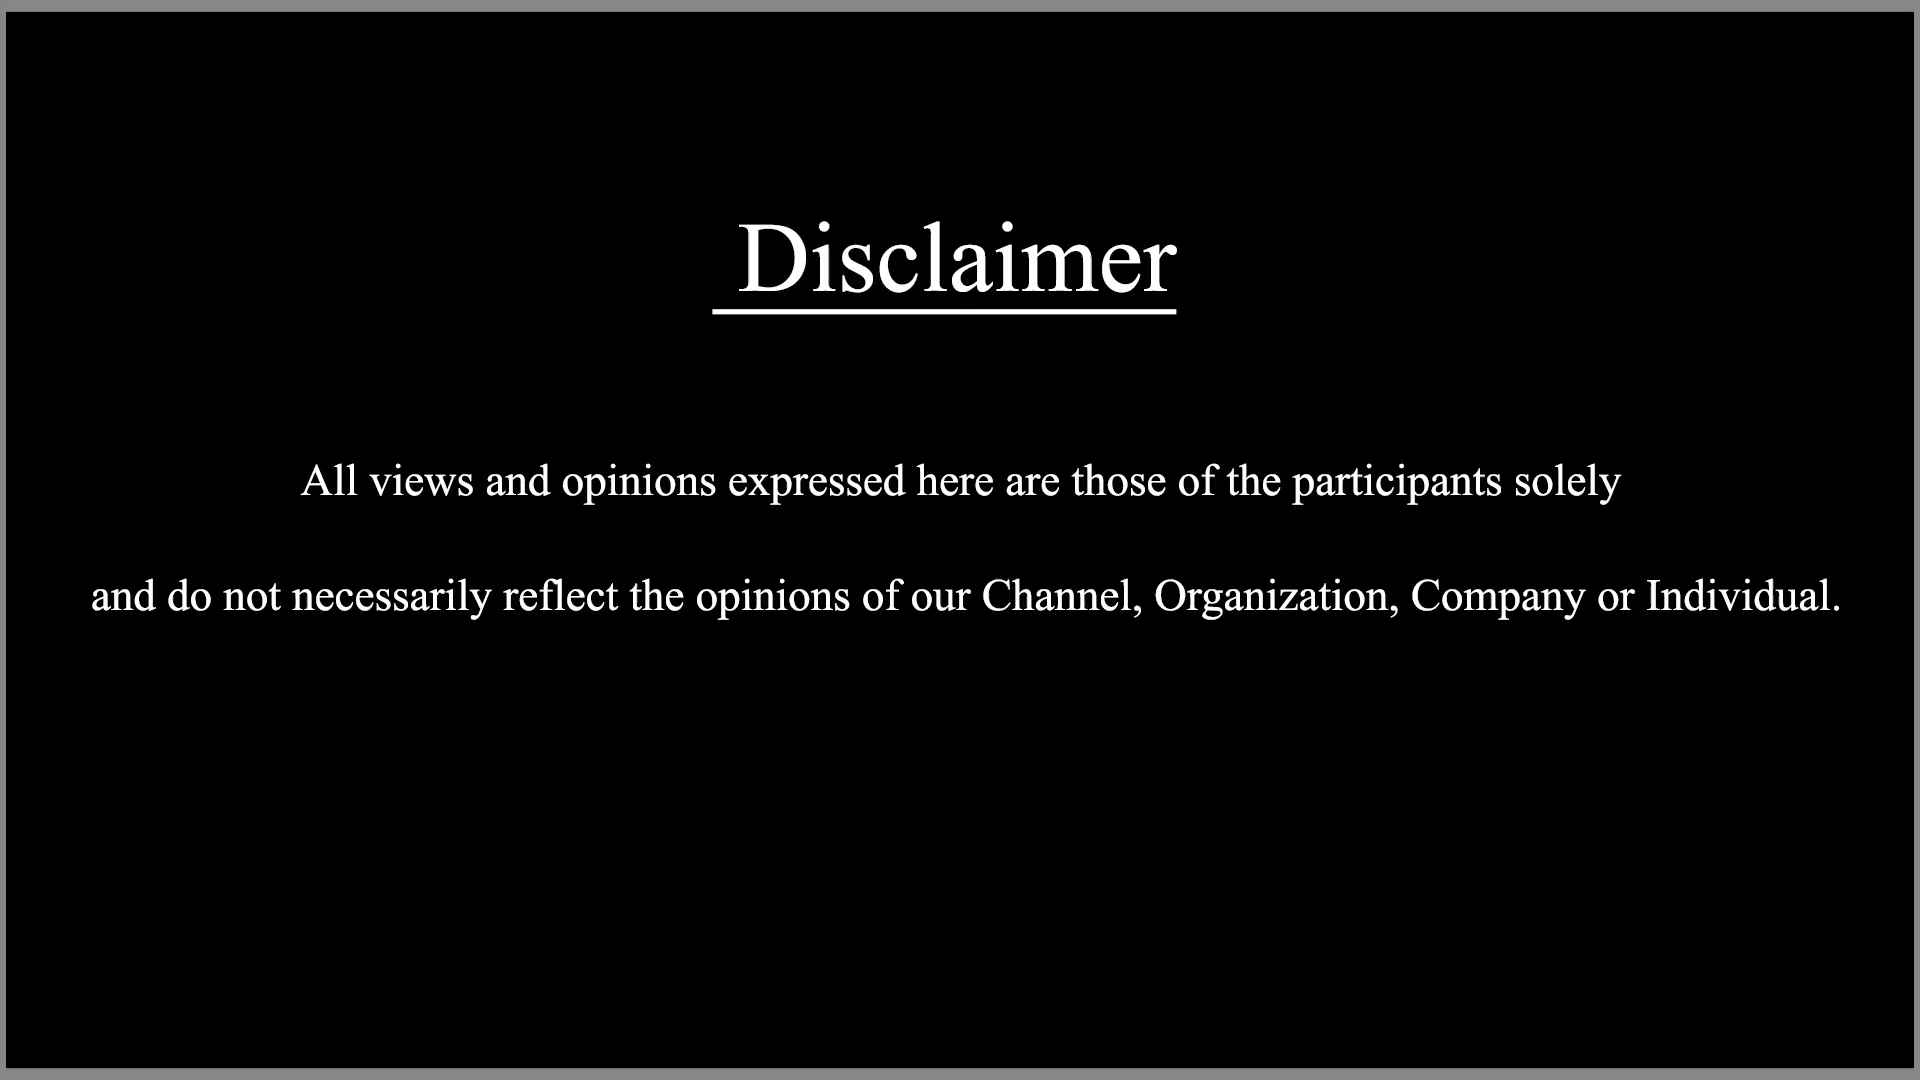 Disclaimer
All views and opinions expressed here are those of the participants solely
and do not necessarily reflect the opinions of our Channel, Organization, Company or Individual.